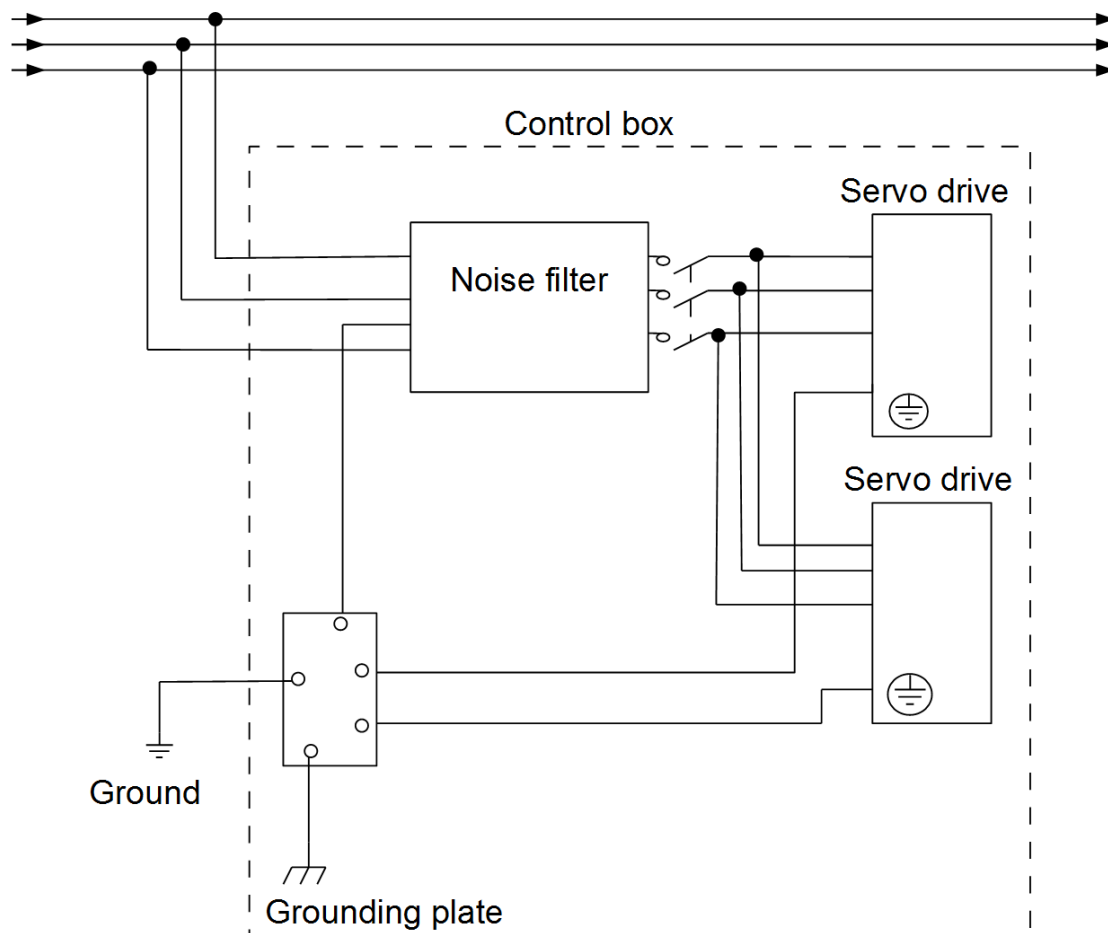 Control box
Servo drive
Noise filter
Servo drive
Ground
Grounding plate